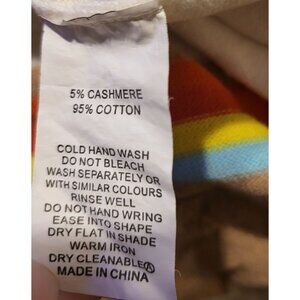 5% CASHMERE
95% COTTON
COLD HAND WASH
DO NOT BLEACH
WASH SEPARATELY OR
WITH SIMILAR COLOURS
RINSE WELL
DO NOT HAND WRING
EASE INTO SHAPE
DRY FLAT IN SHADE
WARM IRON
DRY CLEANABLEⒶ
MADE IN CHINA